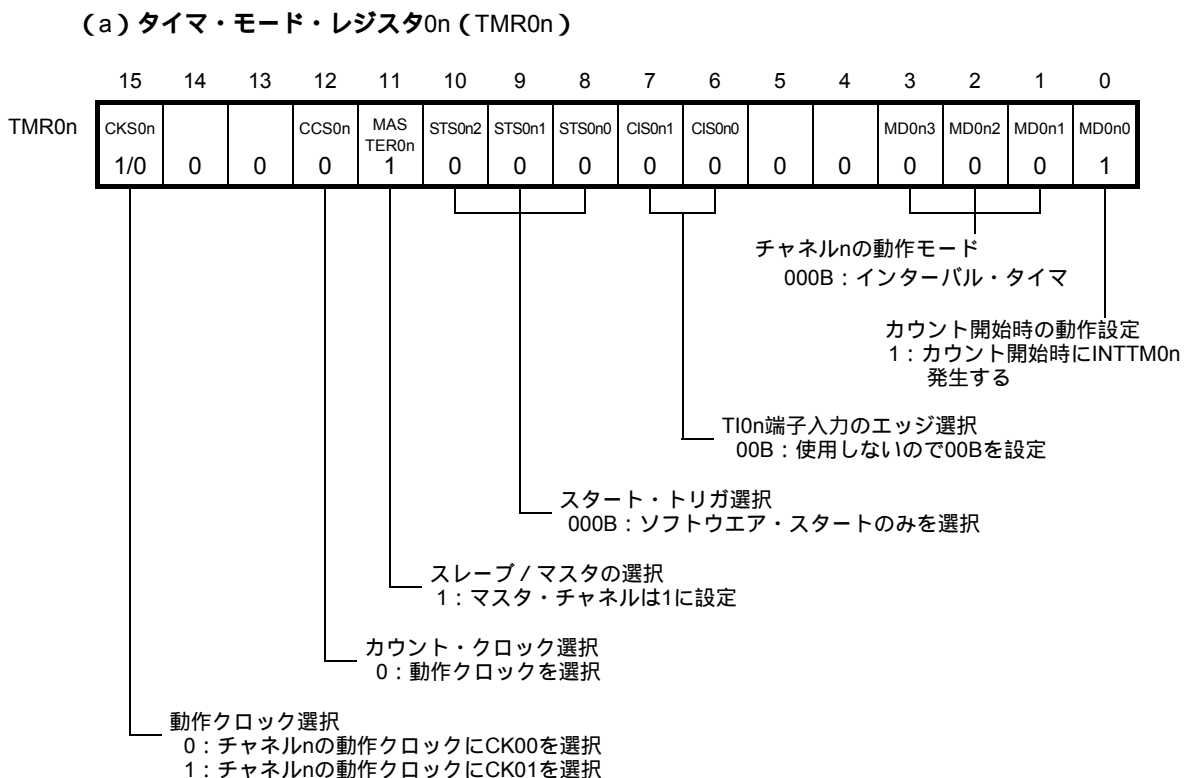 （a）タイマ・モード・レジスタ0n（TMR0n）
15 14 13 12 11 10 9 8 7 6 5 4 3 2 1 0
TMR0n CKS0n CCS0n MAS TER0n STS0n2 STS0n1 STS0n0 CIS0n1 CIS0n0 MD0n3 MD0n2 MD0n1 MD0n0
1/0 0 0 0 1 0 0 0 0 0 0 0 0 0 0 1
チャネルnの動作モード
000B：インターバル・タイマ
カウント開始時の動作設定
1：カウント開始時にINTTM0n
発生する
TI0n端子入力のエッジ選択
00B：使用しないので00Bを設定
スタート・トリガ選択
000B：ソフトウエア・スタートのみを選択
スレーブ／マスタの選択
1：マスタ・チャネルは1に設定
カウント・クロック選択
0：動作クロックを選択
動作クロック選択
0：チャネルnの動作クロックにCK00を選択
1：チャネルnの動作クロックにCK01を選択